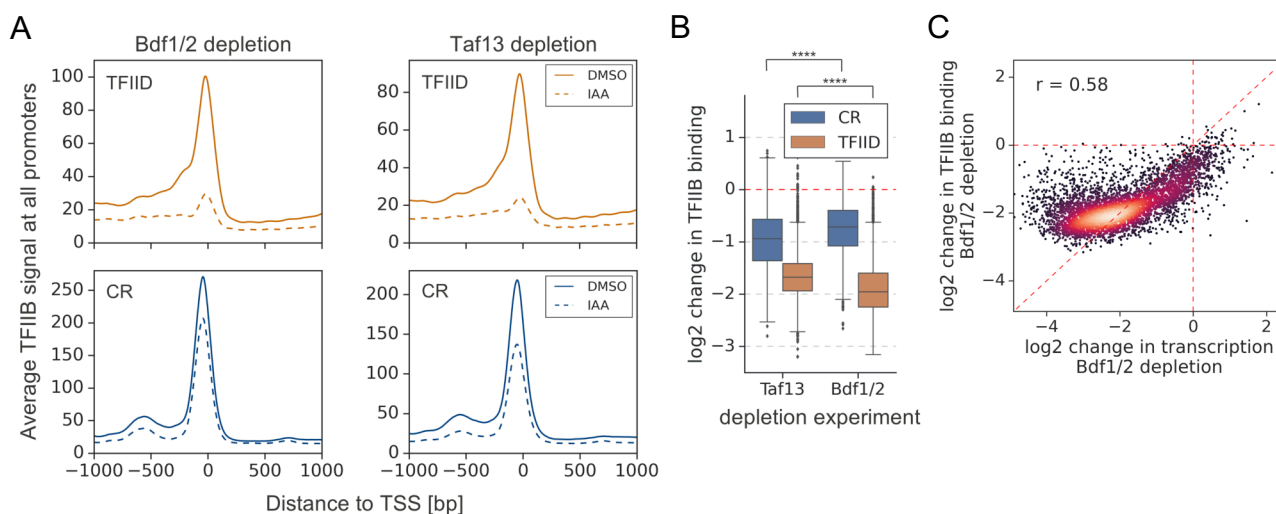 A
Bdf1/2 depletion
Taf13 depletion
Average TFIIB signal at all promoters
TFIID
100
80
60
40
20
0
TFIID
DMSO
IAA
80
60
40
20
0
CR
250
200
150
100
50
0
−1000
−500
0
500
1000
CR
DMSO
IAA
200
150
100
50
0
−1000
−500
0
500
1000
Distance to TSS [bp]
B
****
****
CR
TFIID
log2 change in TFIIB binding
1
0
−1
−2
−3
Taf13
Bdf1/2
depletion experiment
C
r = 0.58
log2 change in TFIIB binding
Bdf1/2 depletion
2
0
−2
−4
−4
−2
0
2
log2 change in transcription
Bdf1/2 depletion